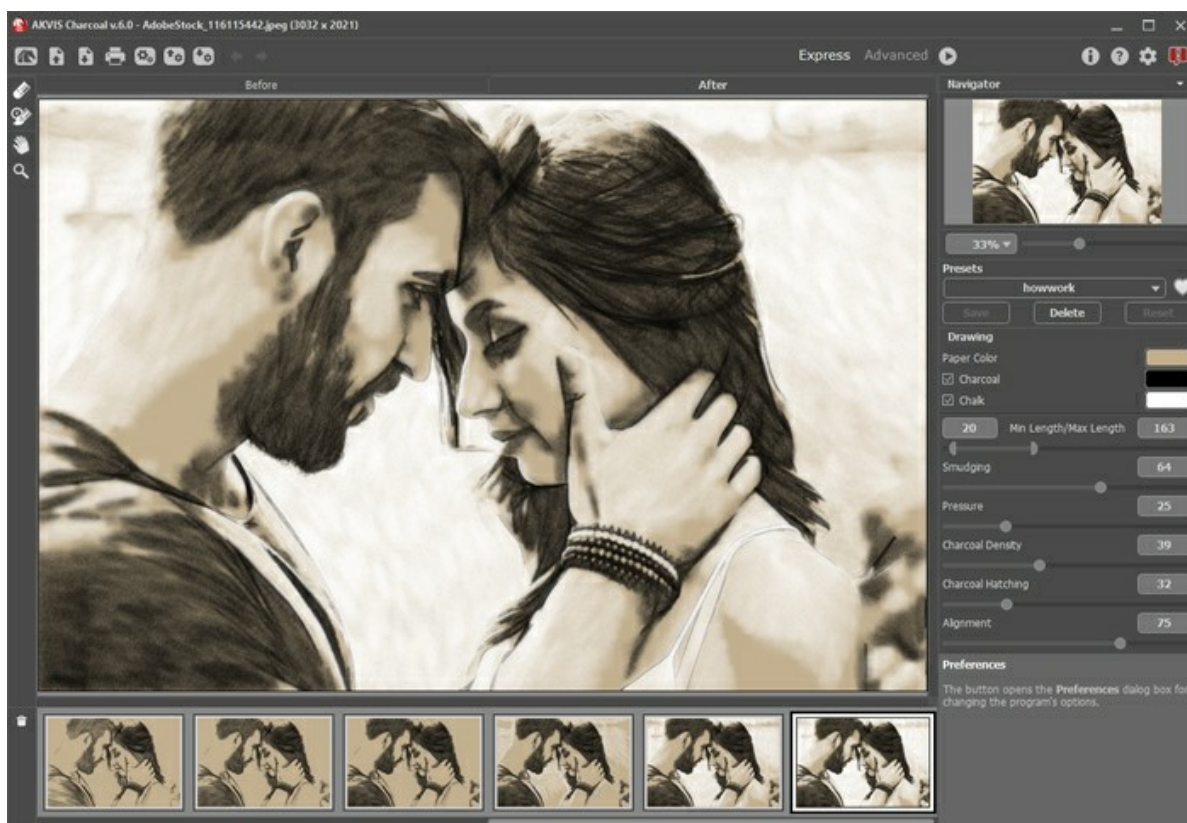 AKVIS Charcoal v.6.0 - AdobeStock_116115442.jpeg (3032 x 2021)
Express Advanced
Before After
Navigator
33%
Presets
howwork
Save Delete Reset
Drawing
Paper Color
Charcoal
Chalk
20 Min Length/Max Length 163
Smudging 64
Pressure 25
Charcoal Density 39
Charcoal Hatching 32
Alignment 75
Preferences
The button opens the Preferences dialog box for
changing the program's options.